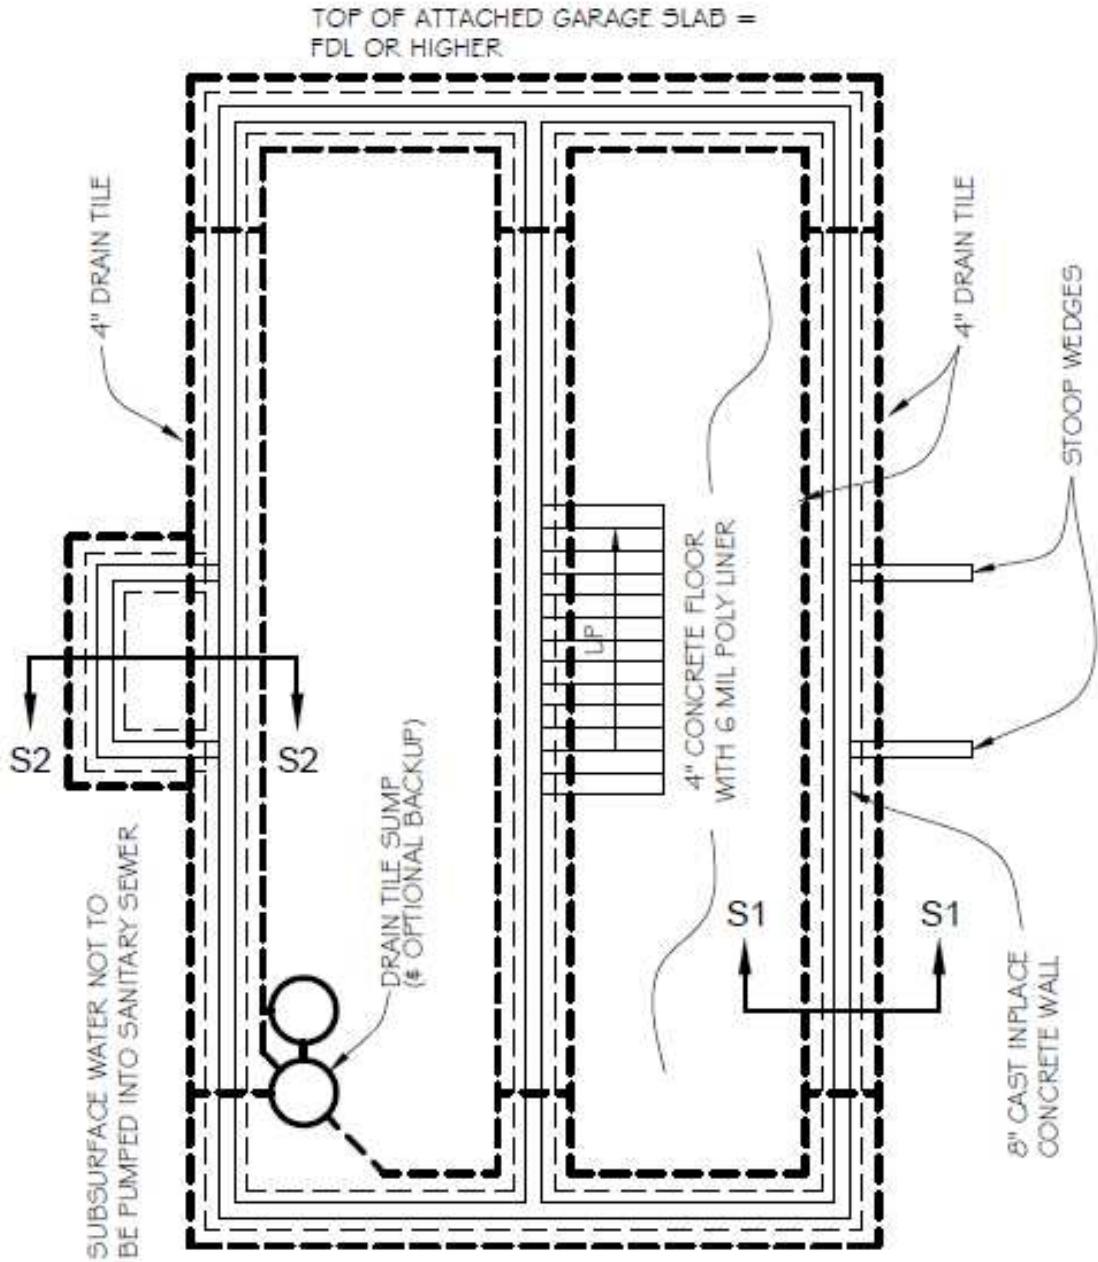 TOP OF ATTACHED GARAGE SLAB =
FDL OR HIGHER
4" DRAIN TILE
4" DRAIN TILE
STOOP WEDGES
4" CONCRETE FLOOR
WITH 6 MIL POLY LINER
UP
S2
S2
DRAIN TILE SUMP
(& OPTIONAL BACKUP)
SUBSURFACE WATER NOT TO
BE PUMPED INTO SANITARY SEWER
S1
S1
8" CAST INPLACE
CONCRETE WALL